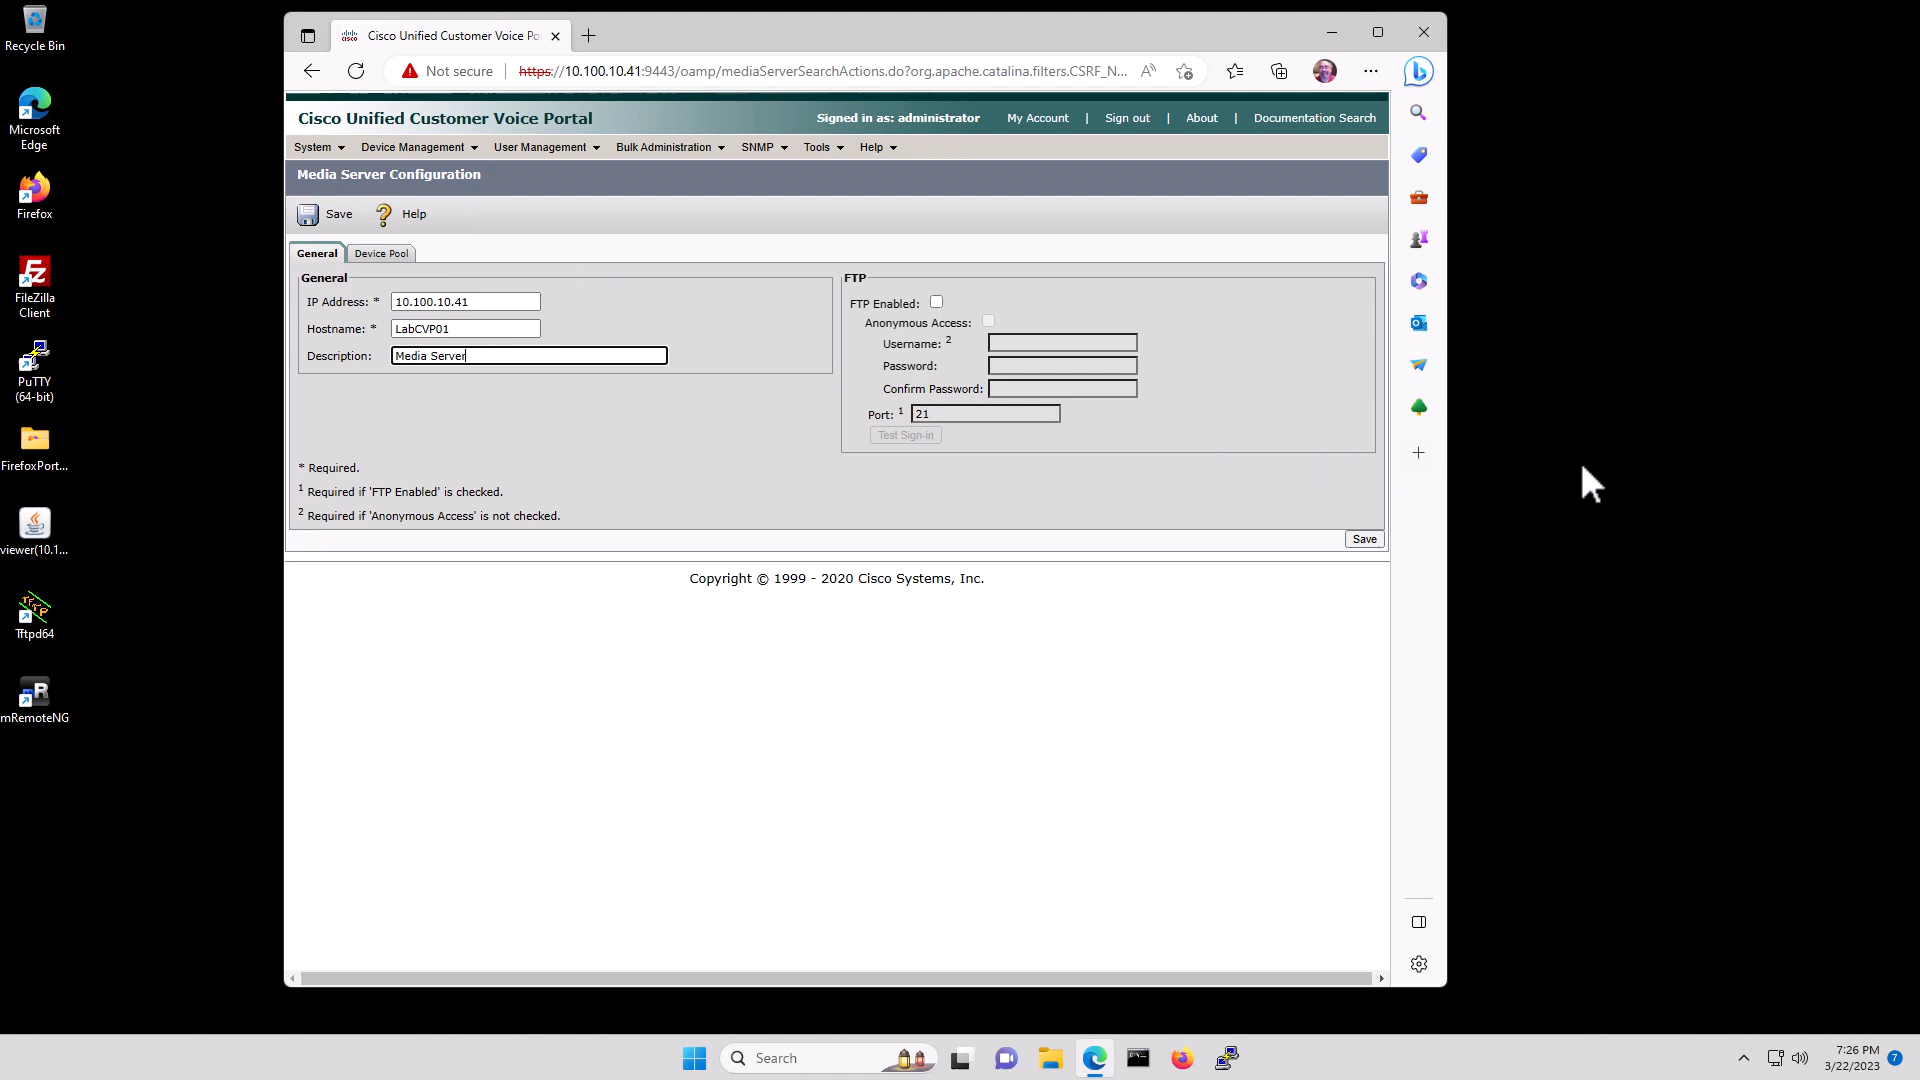 Recycle Bin
Microsoft
Edge
Firefox
FileZilla
Client
PuTTY
(64-bit)
FirefoxPort...
viewer(10.1...
Tftpd64
mRemoteNG
Cisco Unified Customer Voice Po
Not secure
https://10.100.10.41:9443/oamp/mediaServerSearchActions.do?org.apache.catalina.filters.CSRF_N...
Cisco Unified Customer Voice Portal
Signed in as: administrator My Account | Sign out | About | Documentation Search
System Device Management User Management Bulk Administration SNMP Tools Help
Media Server Configuration
Save Help
General Device Pool
General
IP Address: * 10.100.10.41
Hostname: * LabCVP01
Description: Media Server
FTP
FTP Enabled:
Anonymous Access:
Username: 2
Password:
Confirm Password:
Port: 1 21
Test Sign-in
* Required.
1 Required if 'FTP Enabled' is checked.
2 Required if 'Anonymous Access' is not checked.
Save
Copyright © 1999 - 2020 Cisco Systems, Inc.
Search
7:26 PM
3/22/2023
7